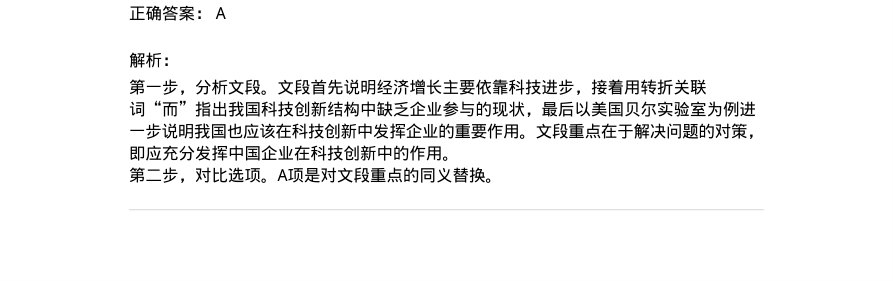 正确答案： A
解析：
第一步，分析文段。文段首先说明经济增长主要依靠科技进步，接着用转折关联
词“而”指出我国科技创新结构中缺乏企业参与的现状，最后以美国贝尔实验室为例进
一步说明我国也应该在科技创新中发挥企业的重要作用。文段重点在于解决问题的对策，
即应充分发挥中国企业在科技创新中的作用。
第二步，对比选项。A项是对文段重点的同义替换。